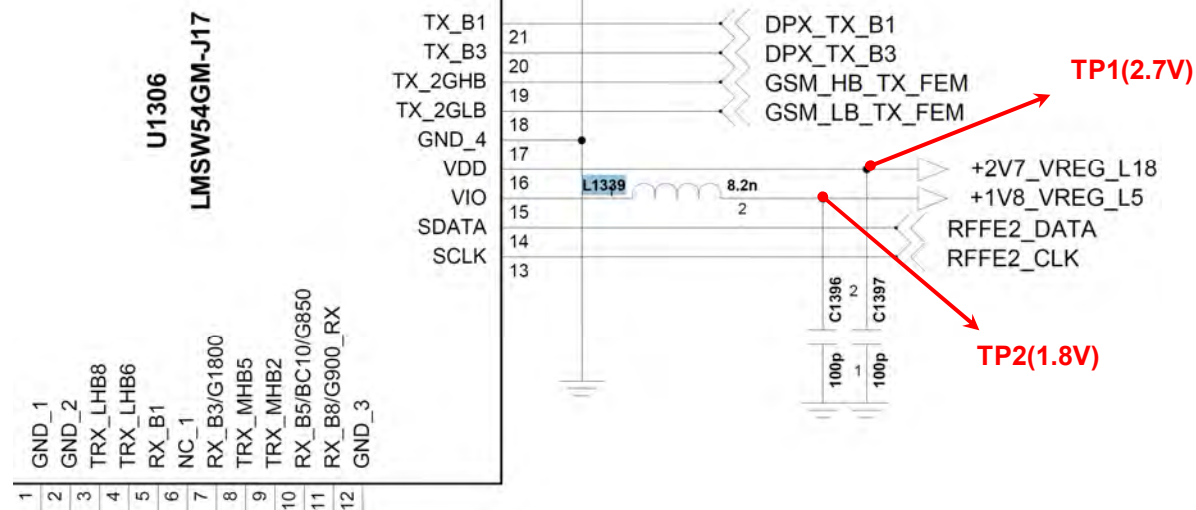 U1306
LMSW54GM-J17
TX_B1
21
DPX_TX_B1
TX_B3
20
DPX_TX_B3
TX_2GHB
19
GSM_HB_TX_FEM
TX_2GLB
18
GSM_LB_TX_FEM
GND_4
17
VDD
16
+2V7_VREG_L18
VIO
15
L1339
1
8.2n
2
+1V8_VREG_L5
SDATA
14
RFFE2_DATA
SCLK
13
RFFE2_CLK
TP1(2.7V)
TP2(1.8V)
C1396
100p
2
1
C1397
100p
GND_1
GND_2
TRX_LHB8
TRX_LHB6
RX_B1
NC_1
RX_B3/G1800
TRX_MHB5
TRX_MHB2
RX_B5/BC10/G850
RX_B8/G900_RX
GND_3
1
2
3
4
5
6
7
8
9
10
11
12